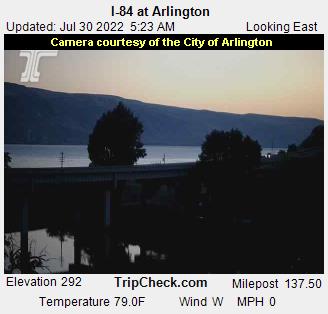 I-84 at Arlington
Updated: Jul 30 2022 5:23 AM Looking East
Camera courtesy of the City of Arlington
Elevation 292 TripCheck.com Milepost 137.50
Temperature 79.0F Wind W MPH 0